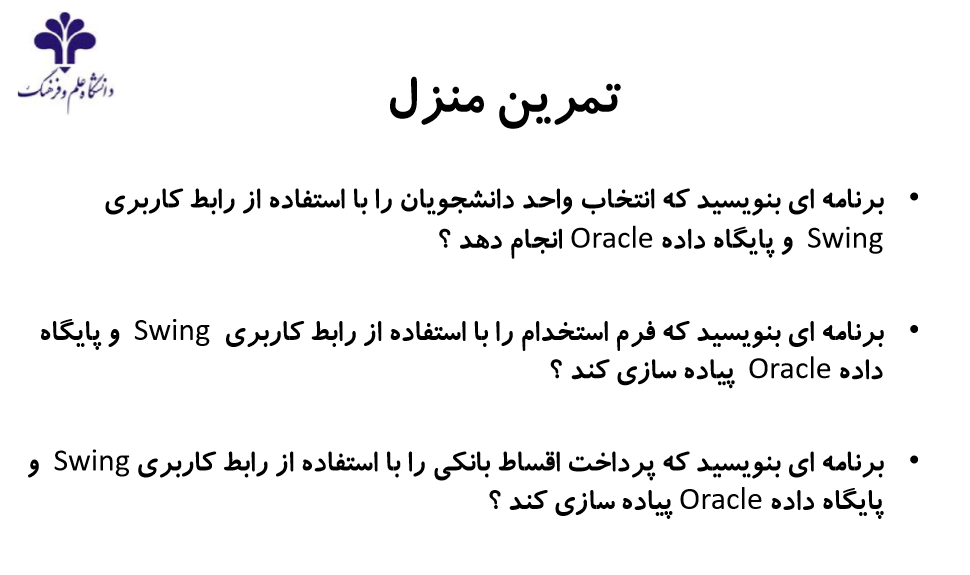 دانشگاه علم و فرهنگ
تمرین منزل
• برنامه ای بنویسید که انتخاب واحد دانشجویان را با استفاده از رابط کاربری
Swing و پایگاه داده Oracle انجام دهد ؟
• برنامه ای بنویسید که فرم استخدام را با استفاده از رابط کاربری Swing و پایگاه
داده Oracle پیاده سازی کند ؟
• برنامه ای بنویسید که پرداخت اقساط بانکی را با استفاده از رابط کاربری Swing و
پایگاه داده Oracle پیاده سازی کند ؟